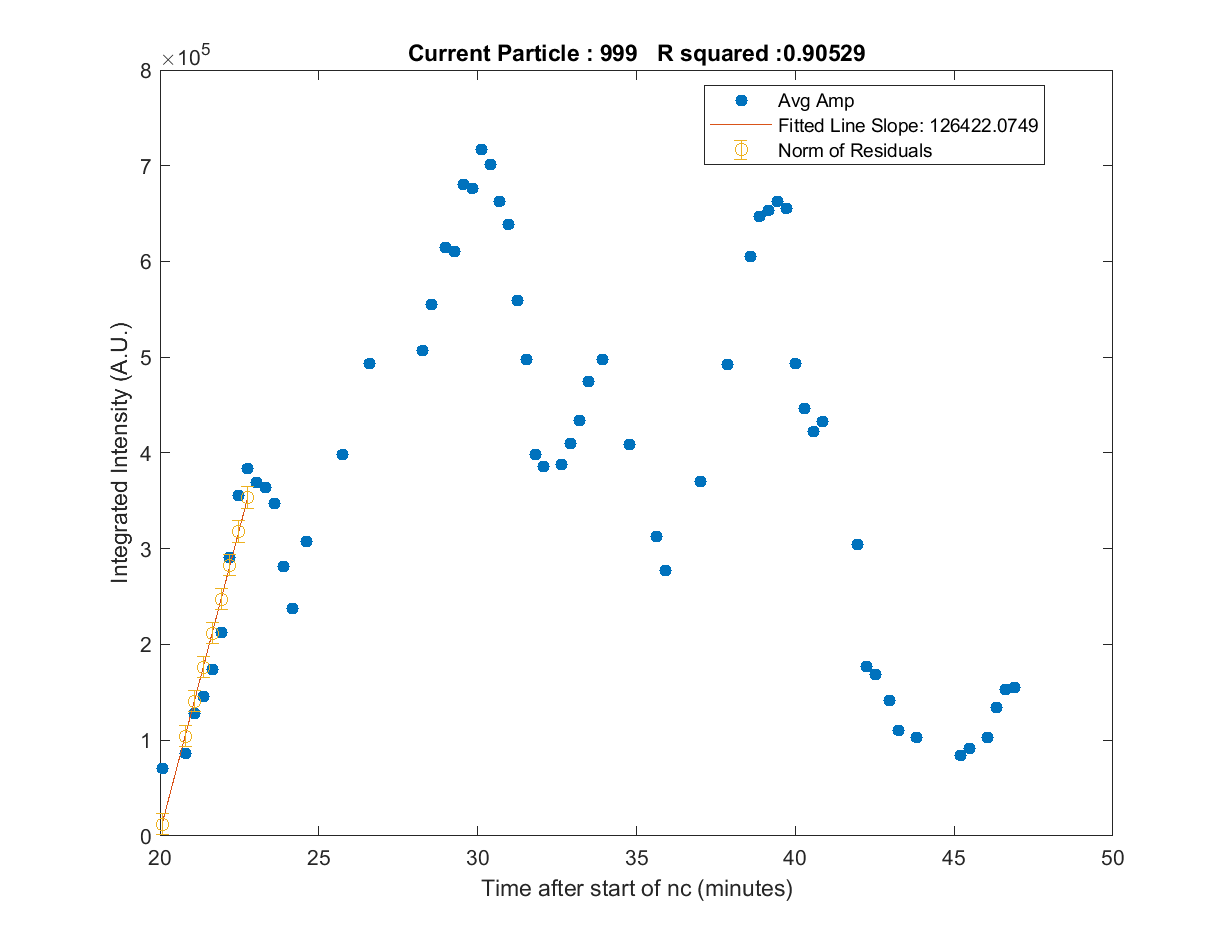 Current Particle : 999   R squared :0.90529
×10^5
8
7
6
5
4
3
2
1
0
Integrated Intensity (A.U.)
Avg Amp
Fitted Line Slope: 126422.0749
Norm of Residuals
20 25 30 35 40 45 50
Time after start of nc (minutes)